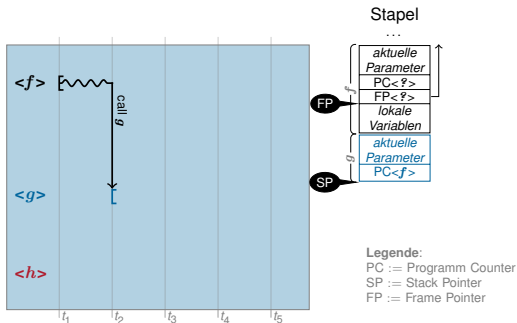 Stapel
...
<f>
call g
<g>
<h>
t1
t2
t3
t4
t5
f
aktuelle
Parameter
PC<?>
FP<?>
lokale
Variablen
FP
g
aktuelle
Parameter
PC<f>
SP
Legende:
PC := Programm Counter
SP := Stack Pointer
FP := Frame Pointer